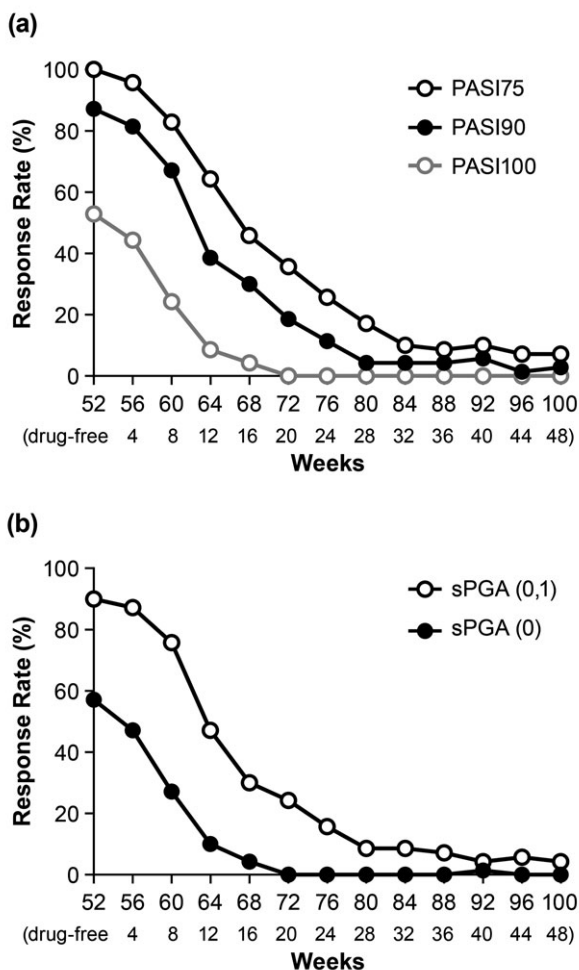 (a)
100
80
60
40
20
0
Response Rate (%)
PASI75
PASI90
PASI100
52 56 60 64 68 72 76 80 84 88 92 96 100
(drug-free 4 8 12 16 20 24 28 32 36 40 44 48)
Weeks
(b)
100
80
60
40
20
0
Response Rate (%)
sPGA (0,1)
sPGA (0)
52 56 60 64 68 72 76 80 84 88 92 96 100
(drug-free 4 8 12 16 20 24 28 32 36 40 44 48)
Weeks